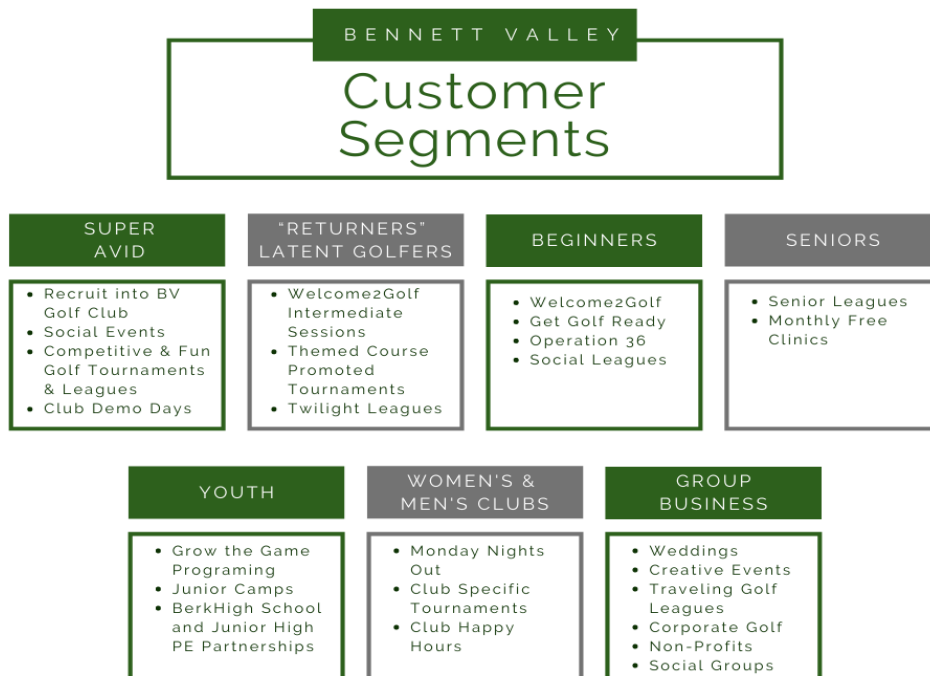 BENNETT VALLEY
Customer
Segments
SUPER
AVID
• Recruit into BV
Golf Club
• Social Events
• Competitive & Fun
Golf Tournaments
& Leagues
• Club Demo Days
“RETURNERS”
LATENT GOLFERS
• Welcome2Golf
Intermediate
Sessions
• Themed Course
Promoted
Tournaments
• Twilight Leagues
BEGINNERS
• Welcome2Golf
• Get Golf Ready
• Operation 36
• Social Leagues
SENIORS
• Senior Leagues
• Monthly Free
Clinics
YOUTH
• Grow the Game
Programing
• Junior Camps
• BerkHigh School
and Junior High
PE Partnerships
WOMEN'S &
MEN'S CLUBS
• Monday Nights
Out
• Club Specific
Tournaments
• Club Happy
Hours
GROUP
BUSINESS
• Weddings
• Creative Events
• Traveling Golf
Leagues
• Corporate Golf
• Non-Profits
• Social Groups